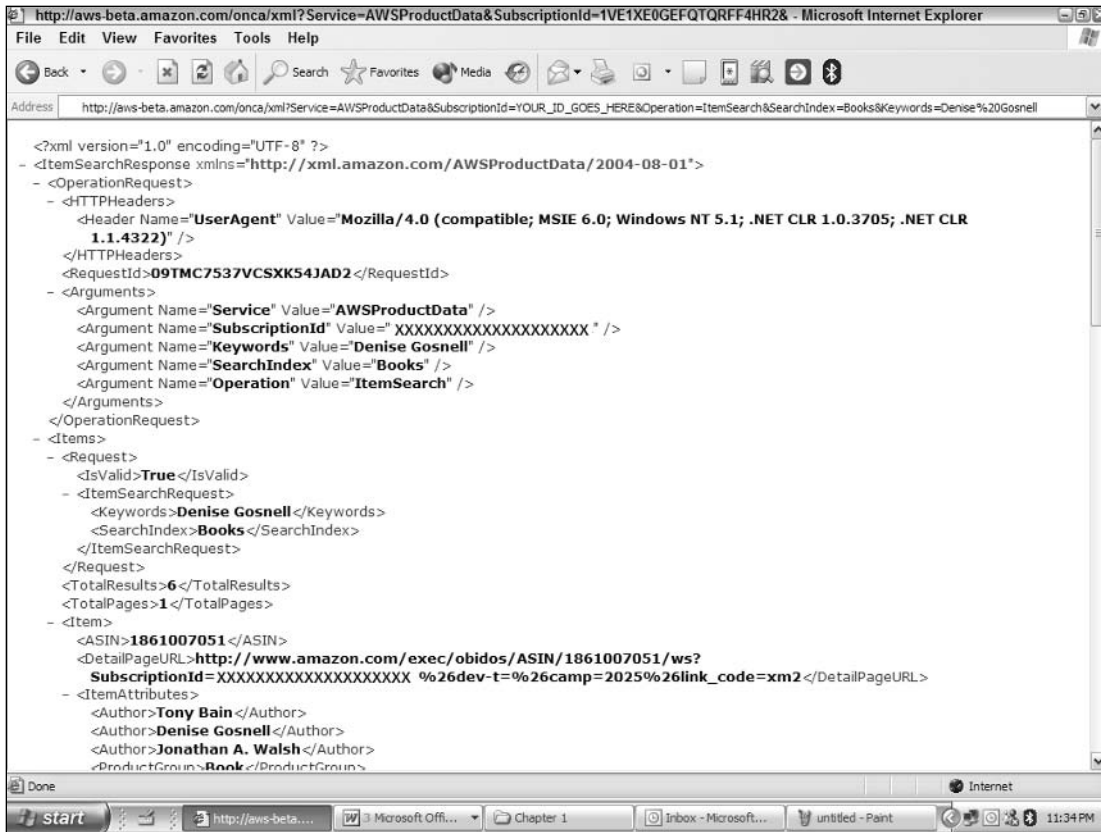 http://aws-beta.amazon.com/onca/xml?Service=AWSProductData&SubscriptionId=1VE1XE0GEFQTQRFF4HR2& - Microsoft Internet Explorer
File Edit View Favorites Tools Help
Back Search Favorites Media
Address http://aws-beta.amazon.com/onca/xml?Service=AWSProductData&SubscriptionId=YOUR_ID_GOES_HERE&Operation=ItemSearch&SearchIndex=Books&Keywords=Denise%20Gosnell
<?xml version="1.0" encoding="UTF-8" ?>
- <ItemSearchResponse xmlns="http://xml.amazon.com/AWSProductData/2004-08-01">
- <OperationRequest>
- <HTTPHeaders>
<Header Name="UserAgent" Value="Mozilla/4.0 (compatible; MSIE 6.0; Windows NT 5.1; .NET CLR 1.0.3705; .NET CLR
1.1.4322)" />
</HTTPHeaders>
<RequestId>09TMC7537VCSXK54JAD2</RequestId>
- <Arguments>
<Argument Name="Service" Value="AWSProductData" />
<Argument Name="SubscriptionId" Value=" XXXXXXXXXXXXXXXXXXXX " />
<Argument Name="Keywords" Value="Denise Gosnell" />
<Argument Name="SearchIndex" Value="Books" />
<Argument Name="Operation" Value="ItemSearch" />
</Arguments>
</OperationRequest>
- <Items>
- <Request>
<IsValid>True</IsValid>
- <ItemSearchRequest>
<Keywords>Denise Gosnell</Keywords>
<SearchIndex>Books</SearchIndex>
</ItemSearchRequest>
</Request>
<TotalResults>6</TotalResults>
<TotalPages>1</TotalPages>
- <Item>
<ASIN>1861007051</ASIN>
<DetailPageURL>http://www.amazon.com/exec/obidos/ASIN/1861007051/ws?
SubscriptionId=XXXXXXXXXXXXXXXXXXXX %26dev-t=%26camp=2025%26link_code=xm2</DetailPageURL>
- <ItemAttributes>
<Author>Tony Bain</Author>
<Author>Denise Gosnell</Author>
<Author>Jonathan A. Walsh</Author>
<ProductGroup>Book</ProductGroup>
Done Internet
start http://aws-beta.... 3 Microsoft Offi... Chapter 1 Inbox - Microsoft... untitled - Paint 11:34 PM